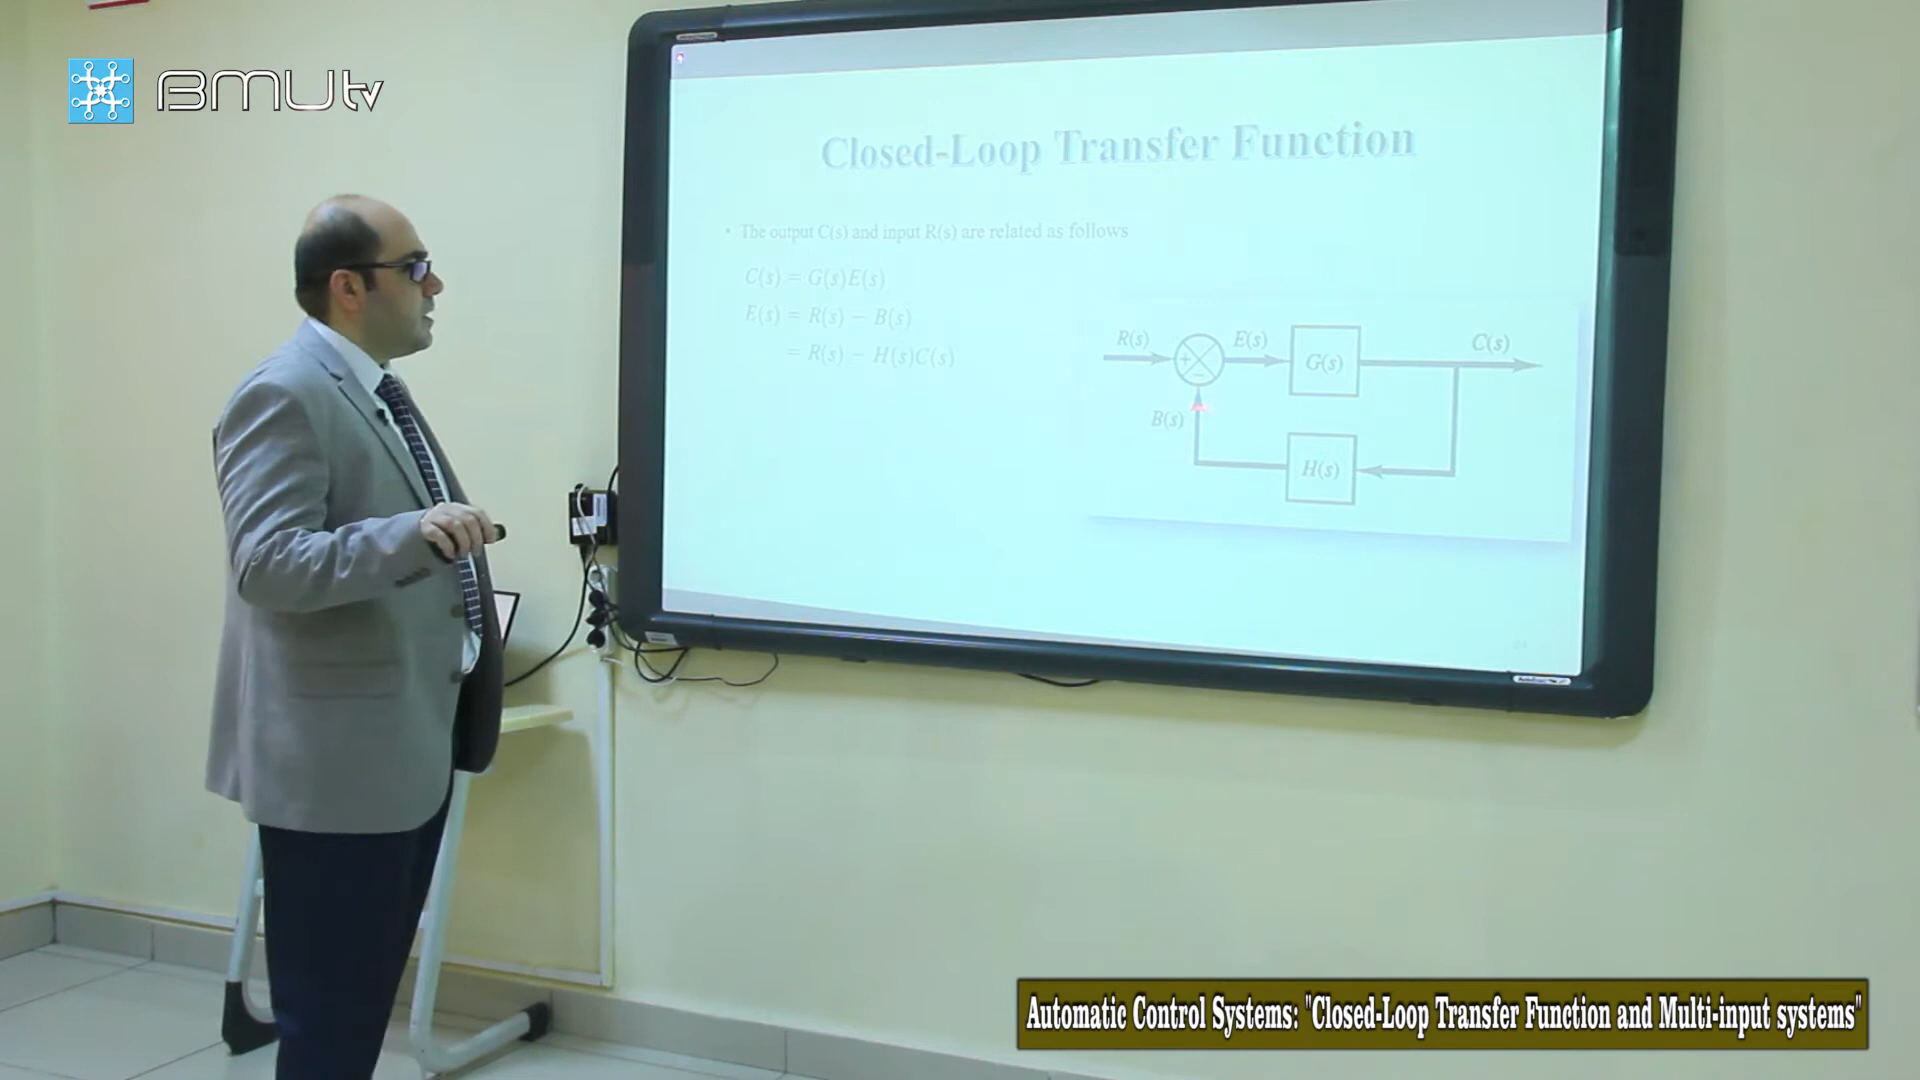 BMUtv
Closed-Loop Transfer Function
• The output C(s) and input R(s) are related as follows
C(s) = G(s)E(s)
E(s) = R(s) − B(s)
= R(s) − H(s)C(s)
R(s)
+
−
E(s)
G(s)
C(s)
B(s)
H(s)
Automatic Control Systems: "Closed-Loop Transfer Function and Multi-input systems"